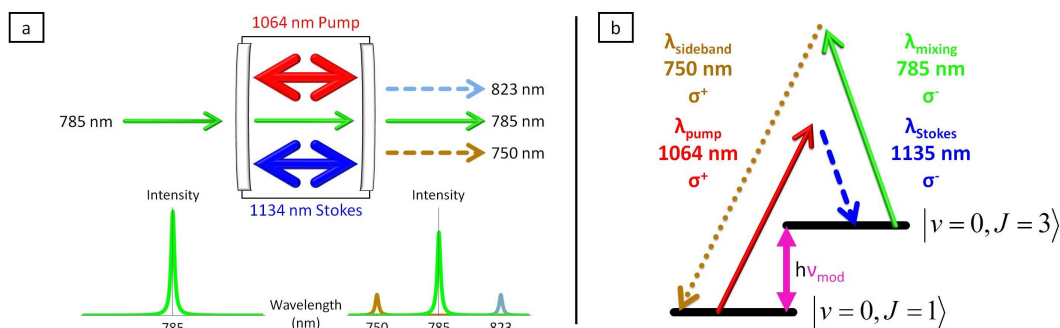 a
1064 nm Pump
785 nm
823 nm
785 nm
750 nm
1134 nm Stokes
Intensity
Intensity
Wavelength
(nm)
785
750
785
823
b
λsideband
750 nm
σ+
λmixing
785 nm
σ-
λpump
1064 nm
σ+
λStokes
1135 nm
σ-
|v = 0, J = 3⟩
hνmod
|v = 0, J = 1⟩